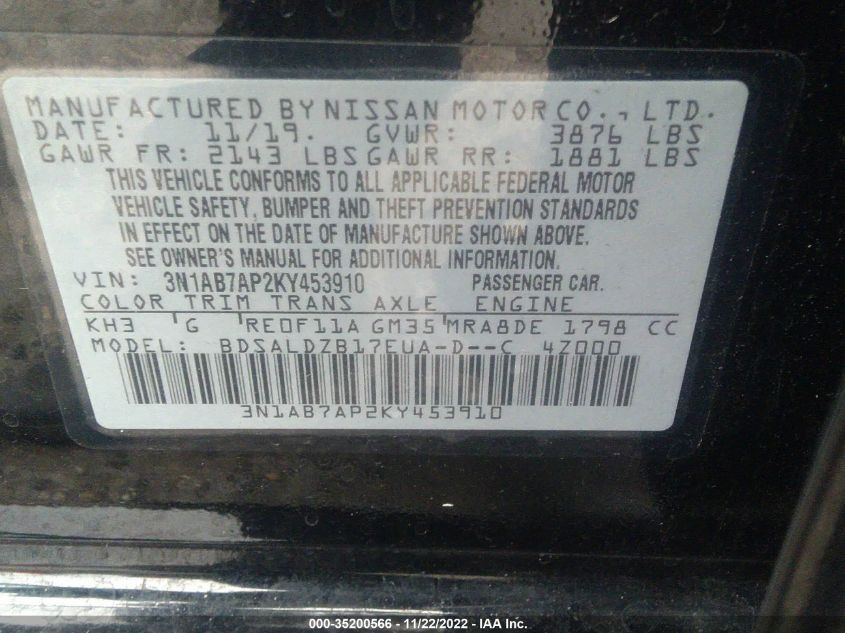 MANUFACTURED BY NISSAN MOTOR CO., LTD.
DATE: 11/19. GVWR: 3876 LBS
GAWR FR: 2143 LBS GAWR RR: 1881 LBS
THIS VEHICLE CONFORMS TO ALL APPLICABLE FEDERAL MOTOR
VEHICLE SAFETY, BUMPER AND THEFT PREVENTION STANDARDS
IN EFFECT ON THE DATE OF MANUFACTURE SHOWN ABOVE.
SEE OWNER'S MANUAL FOR ADDITIONAL INFORMATION.
VIN: 3N1AB7AP2KY453910 PASSENGER CAR.
COLOR TRIM TRANS AXLE ENGINE
KH3 G RE0F11A GM35 MRA8DE 1798 CC
MODEL: BDSALDZB17EUA-D--C 4Z000
3N1AB7AP2KY453910
000-35200566 - 11/22/2022 - IAA Inc.